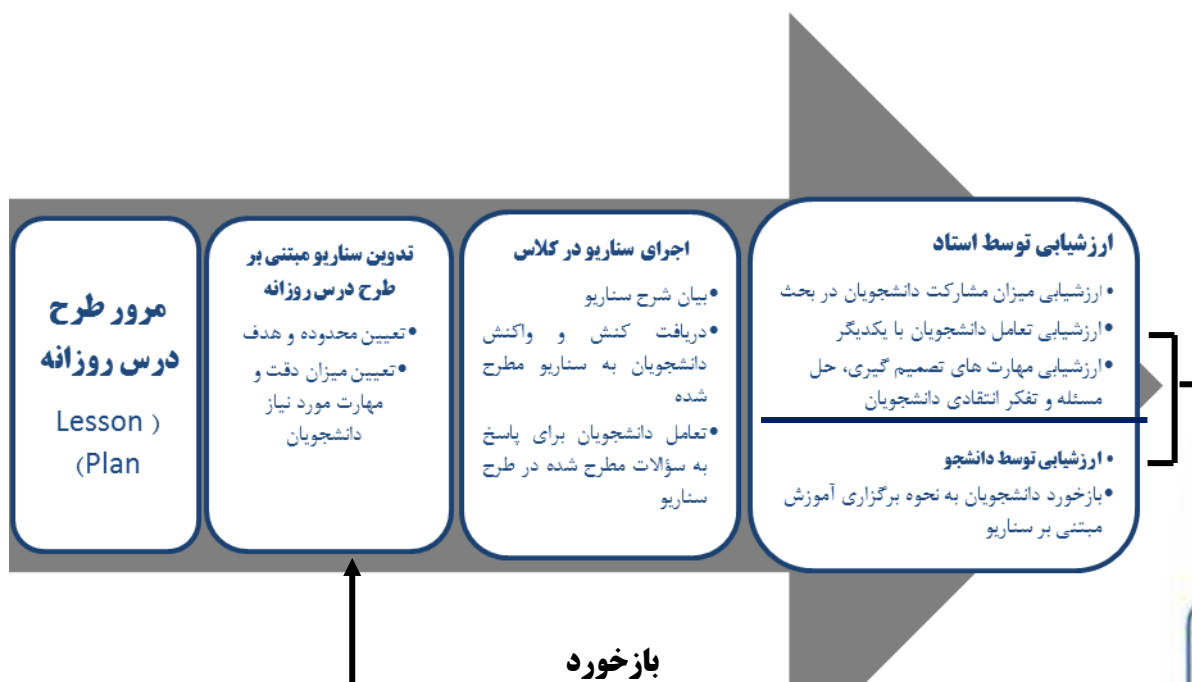 مرور طرح
درس روزانه
( Lesson
Plan)
تدوین سناریو مبتنی بر
طرح درس روزانه
•تعیین محدوده و هدف
•تعیین میزان دقت و
مهارت مورد نیاز
دانشجویان
اجرای سناریو در کلاس
•بیان شرح سناریو
•دریافت کنش و واکنش
دانشجویان به سناریو مطرح
شده
•تعامل دانشجویان برای پاسخ
به سؤالات مطرح شده در طرح
سناریو
ارزشیابی توسط استاد
•ارزشیابی میزان مشارکت دانشجویان در بحث
•ارزشیابی تعامل دانشجویان با یکدیگر
•ارزشیابی مهارت های تصمیم گیری، حل
مسئله و تفکر انتقادی دانشجویان
• ارزشیابی توسط دانشجو
•بازخورد دانشجویان به نحوه برگزاری آموزش
مبتنی بر سناریو
بازخورد